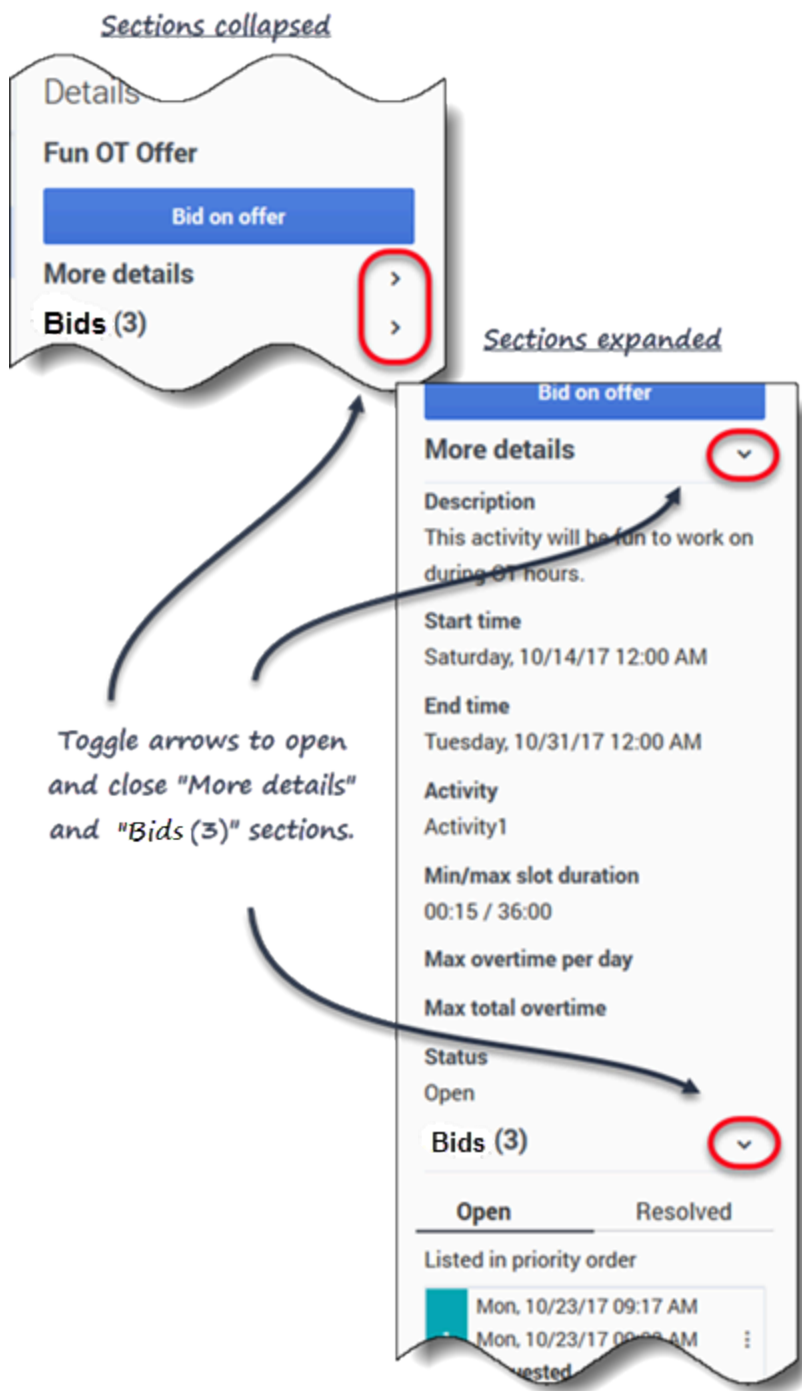 Sections collapsed
Details
Fun OT Offer
Bid on offer
More details
Bids (3)
Sections expanded
Bid on offer
More details
Description
This activity will be fun to work on
during OT hours.
Start time
Saturday, 10/14/17 12:00 AM
End time
Tuesday, 10/31/17 12:00 AM
Toggle arrows to open
and close "More details"
and "Bids (3)" sections.
Activity
Activity1
Min/max slot duration
00:15 / 36:00
Max overtime per day
Max total overtime
Status
Open
Bids (3)
Open Resolved
Listed in priority order
Mon, 10/23/17 09:17 AM
Mon, 10/23/17 AM